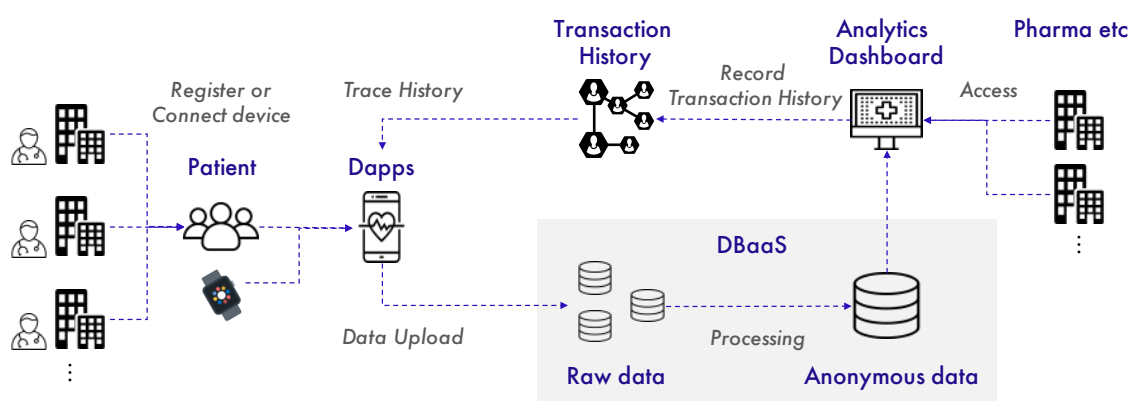 Transaction
History
Analytics
Dashboard
Pharma etc
Register or
Connect device
Trace History
Record
Transaction History
Access
Patient
Dapps
DBaaS
Data Upload
Processing
Raw data
Anonymous data